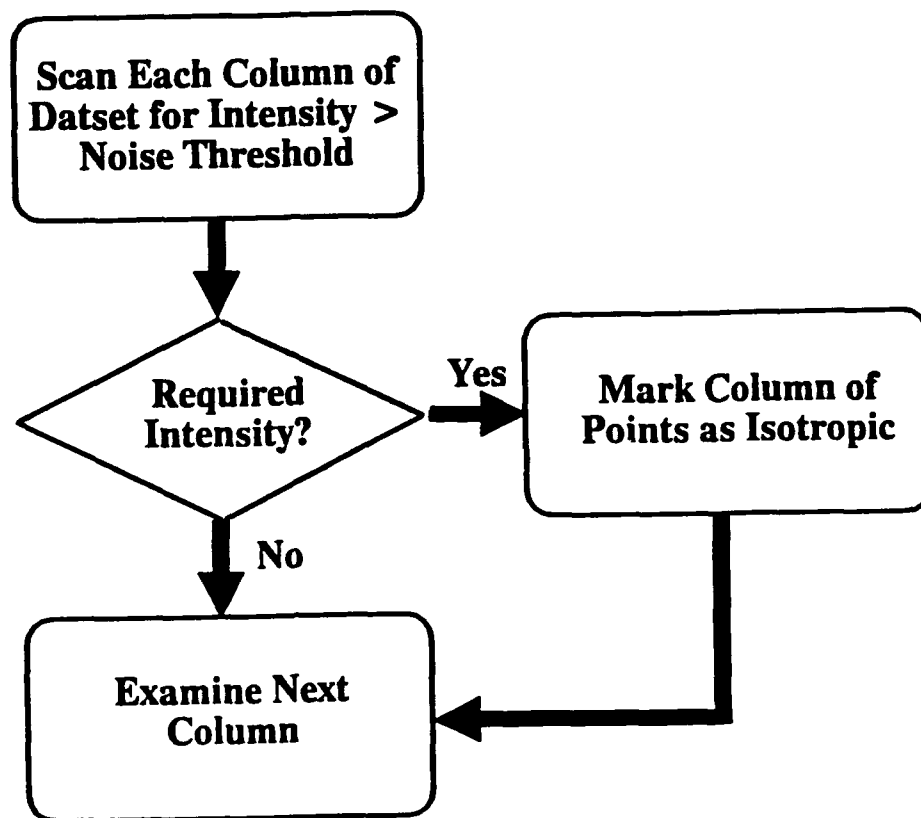 Scan Each Column of
Datset for Intensity >
Noise Threshold
Required
Intensity?
Yes
Mark Column of
Points as Isotropic
No
Examine Next
Column